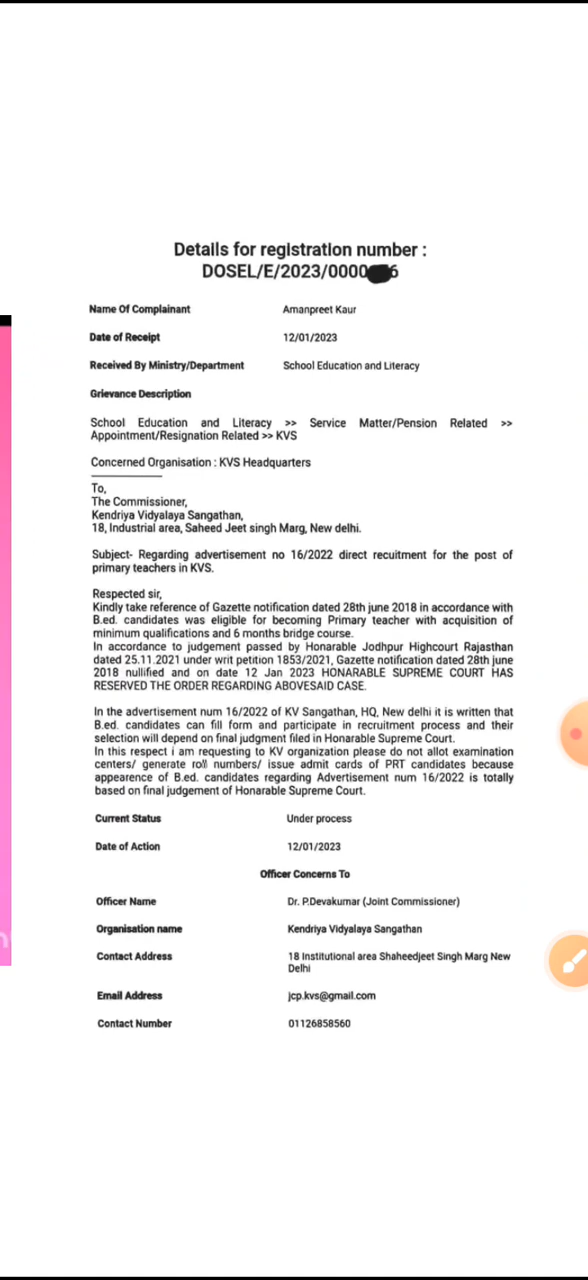 Details for registration number :
DOSEL/E/2023/0000 6
Name Of Complainant Amanpreet Kaur
Date of Receipt 12/01/2023
Received By Ministry/Department School Education and Literacy
Grievance Description
School Education and Literacy >> Service Matter/Pension Related >>
Appointment/Resignation Related >> KVS
Concerned Organisation : KVS Headquarters
To,
The Commissioner,
Kendriya Vidyalaya Sangathan,
18, Industrial area, Saheed Jeet singh Marg, New delhi.
Subject- Regarding advertisement no 16/2022 direct recuitment for the post of
primary teachers in KVS.
Respected sir,
Kindly take reference of Gazette notification dated 28th june 2018 in accordance with
B.ed. candidates was eligible for becoming Primary teacher with acquisition of
minimum qualifications and 6 months bridge course.
In accordance to judgement passed by Honarable Jodhpur Highcourt Rajasthan
dated 25.11.2021 under writ petition 1853/2021, Gazette notification dated 28th june
2018 nullified and on date 12 Jan 2023 HONARABLE SUPREME COURT HAS
RESERVED THE ORDER REGARDING ABOVESAID CASE.
In the advertisement num 16/2022 of KV Sangathan, HQ, New delhi it is written that
B.ed. candidates can fill form and participate in recruitment process and their
selection will depend on final judgment filed in Honarable Supreme Court.
In this respect i am requesting to KV organization please do not allot examination
centers/ generate roll numbers/ issue admit cards of PRT candidates because
appearence of B.ed. candidates regarding Advertisement num 16/2022 is totally
based on final judgement of Honarable Supreme Court.
Current Status Under process
Date of Action 12/01/2023
Officer Concerns To
Officer Name Dr. P.Devakumar (Joint Commissioner)
Organisation name Kendriya Vidyalaya Sangathan
Contact Address 18 Institutional area Shaheedjeet Singh Marg New
Delhi
Email Address jcp.kvs@gmail.com
Contact Number 01126858560